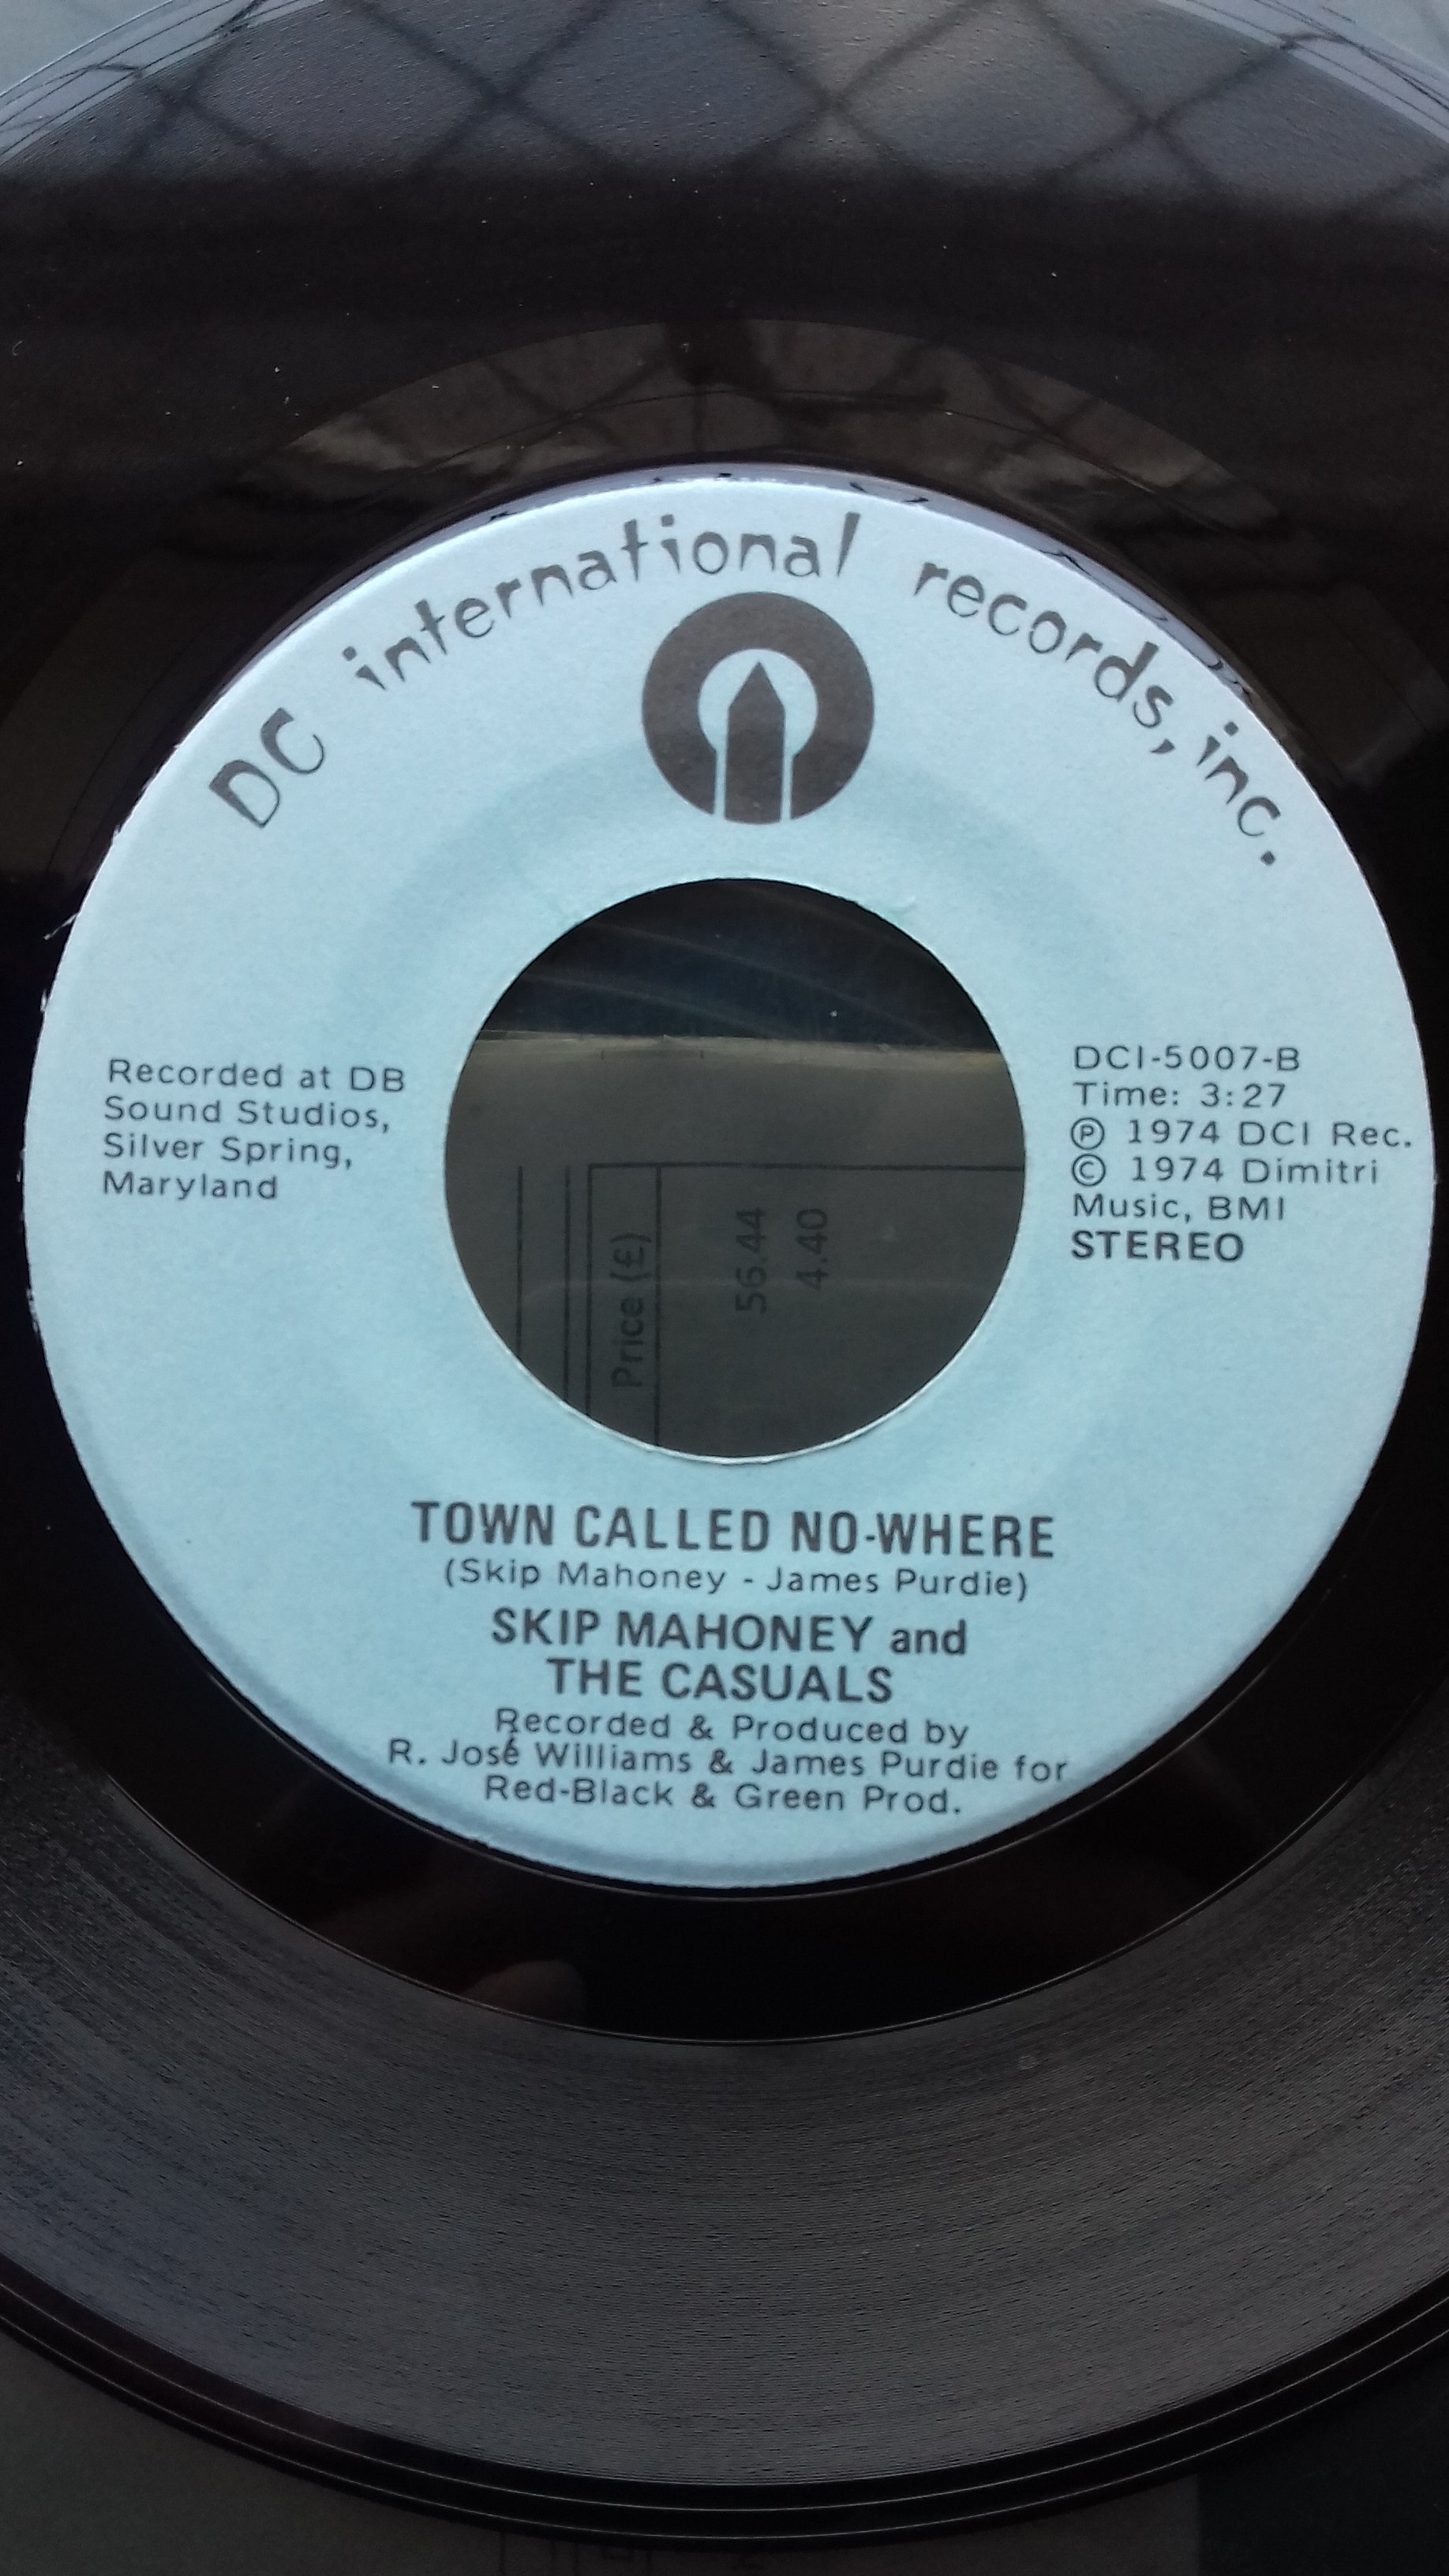 DC international records, inc.
Recorded at DB
Sound Studios,
Silver Spring,
Maryland
DCI-5007-B
Time: 3:27
Ⓟ 1974 DCI Rec.
© 1974 Dimitri
Music, BMI
STEREO
Price (£)
56.44
4.40
TOWN CALLED NO-WHERE
(Skip Mahoney - James Purdie)
SKIP MAHONEY and
THE CASUALS
Recorded & Produced by
R. José Williams & James Purdie for
Red-Black & Green Prod.